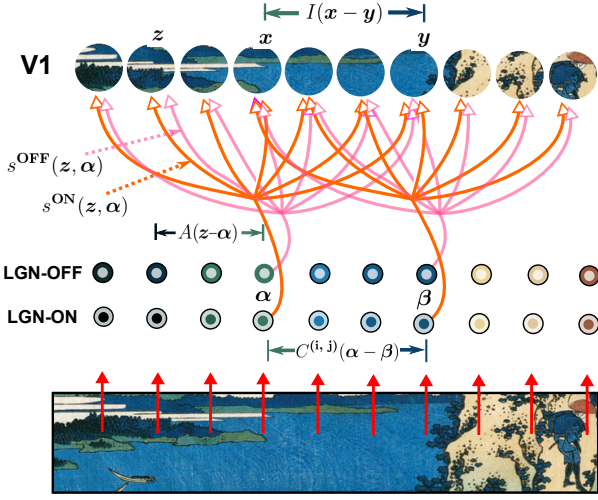 I(x − y)
z x y
V1
s^OFF(z, α)
s^ON(z, α)
A(z–α)
LGN-OFF
α β
LGN-ON
C^(i, j)(α − β)